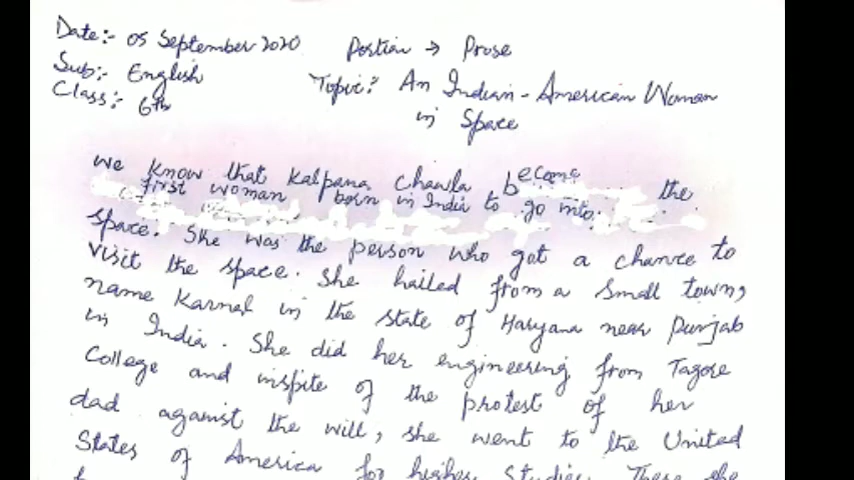 Date:- 05 September 2020
Portion → Prose
Sub:- English
Topic:- An Indian-American Woman
Class:- 6th
in Space
We know that Kalpana Chawla become the
first woman born in India to go into
space. She was the person who got a chance to
visit the space. She hailed from a small town,
name Karnal in the state of Haryana near Punjab
in India. She did her engineering from Tagore
College and inspite of the protest of her
dad against the will, she went to the United
States of America for higher Studies. There she